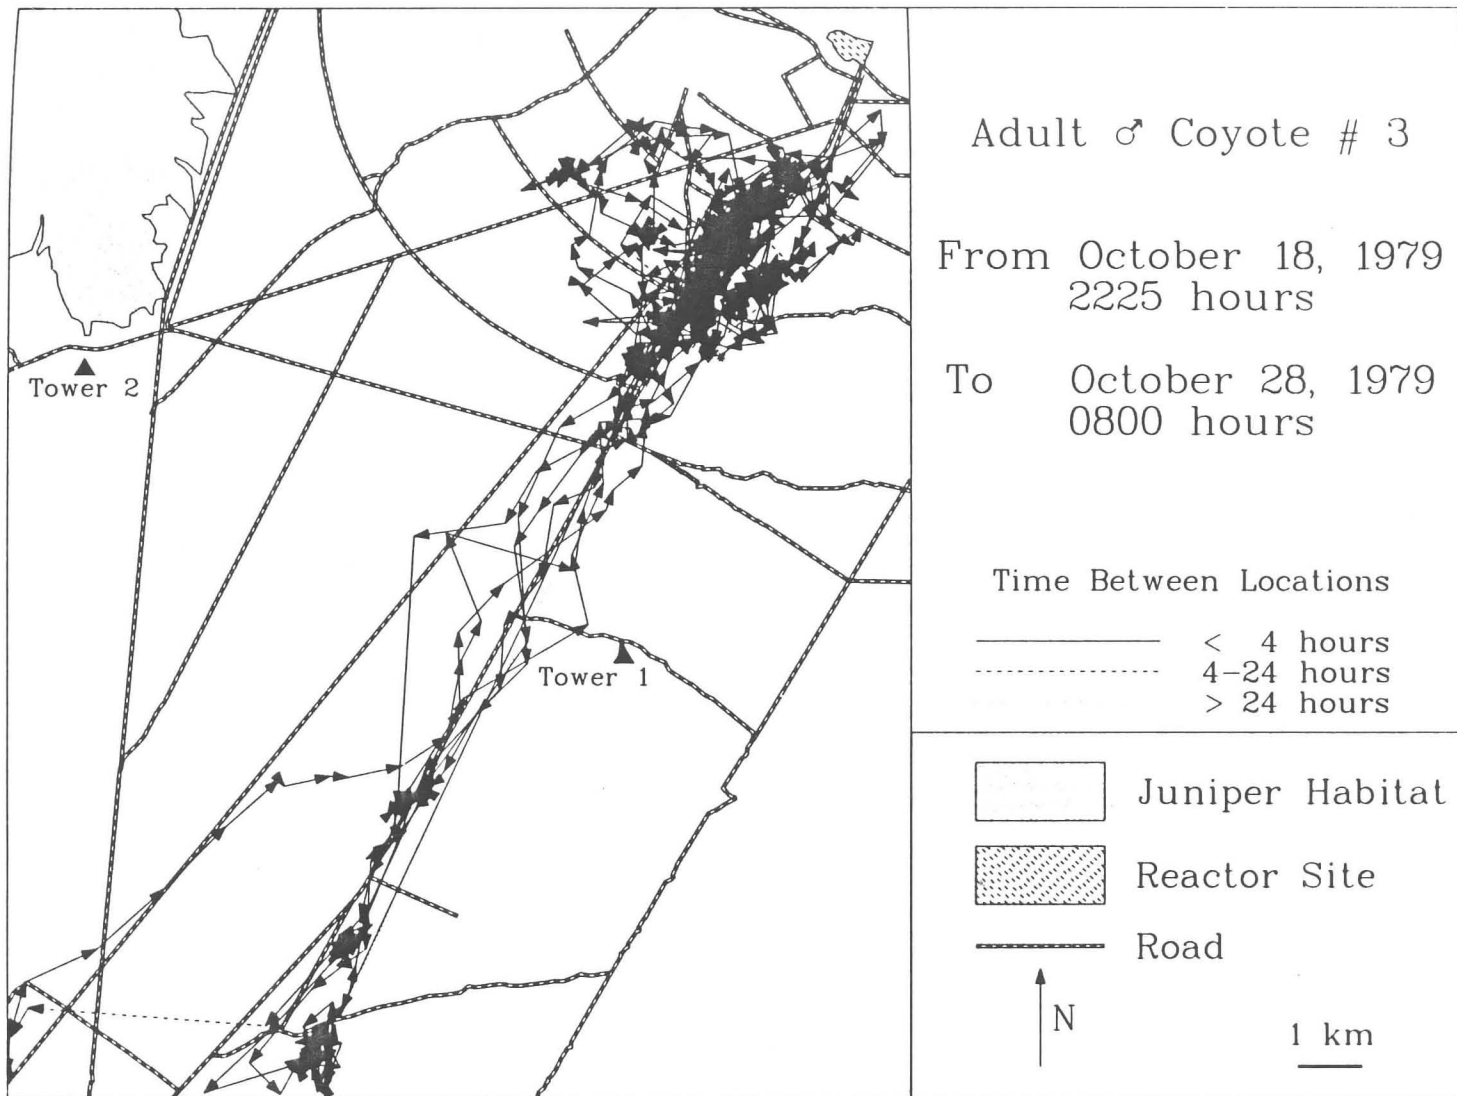 Adult ♂ Coyote # 3
From October 18, 1979
2225 hours
To October 28, 1979
0800 hours
Time Between Locations
< 4 hours
4-24 hours
> 24 hours
Juniper Habitat
Reactor Site
Road
N
1 km
Tower 2
Tower 1